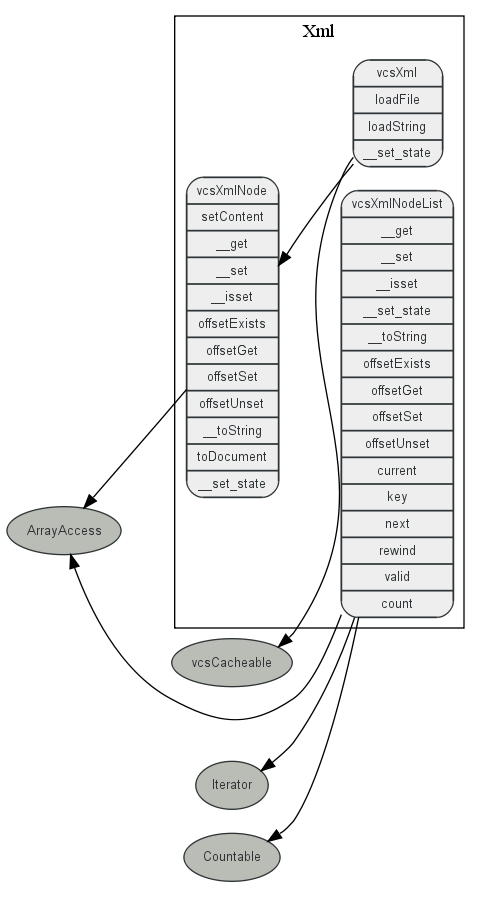 Xml
vcsXml
loadFile
loadString
__set_state
vcsXmlNode
setContent
__get
__set
__isset
offsetExists
offsetGet
offsetSet
offsetUnset
__toString
toDocument
__set_state
vcsXmlNodeList
__get
__set
__isset
__set_state
__toString
offsetExists
offsetGet
offsetSet
offsetUnset
current
key
next
rewind
valid
count
ArrayAccess
vcsCacheable
Iterator
Countable